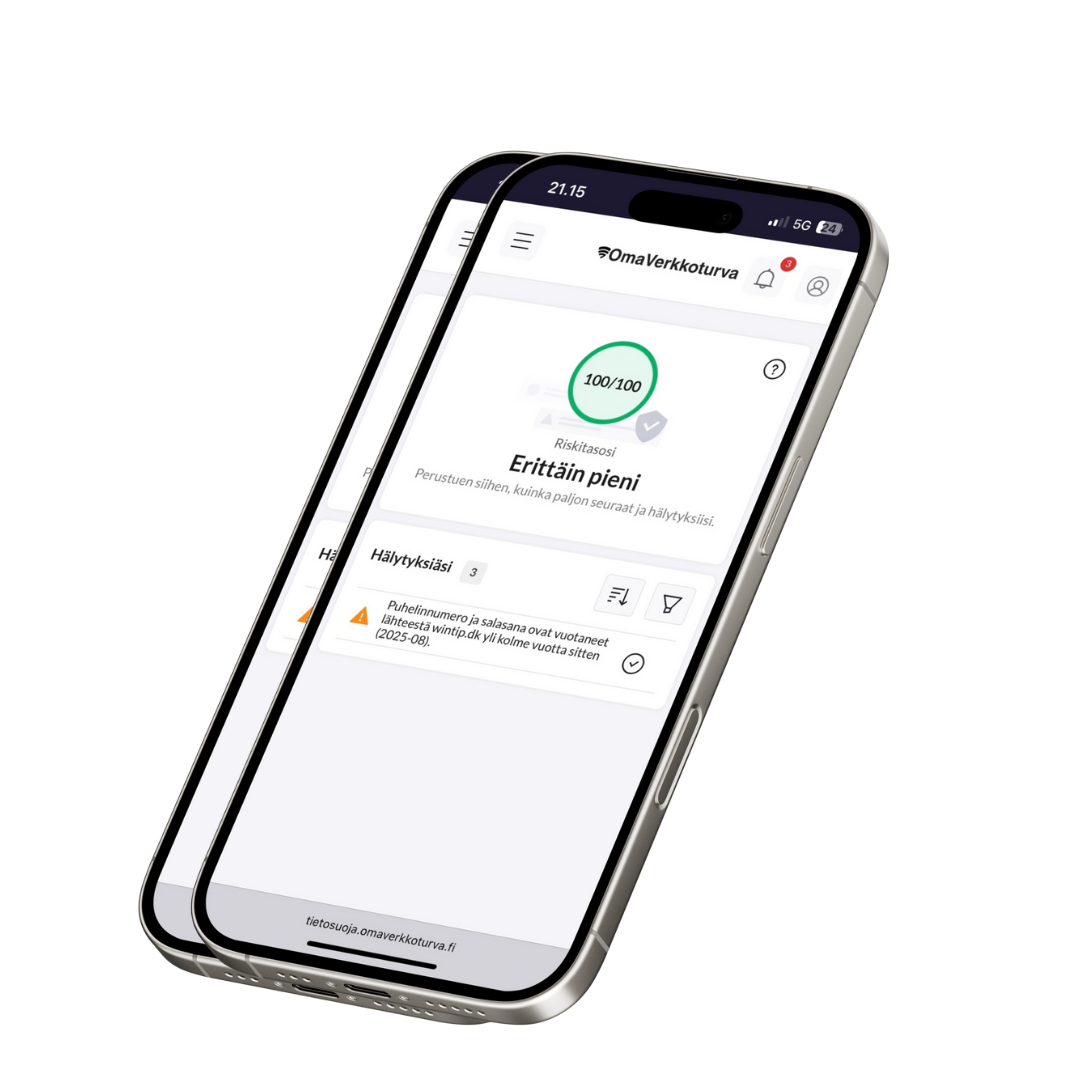 21.15
5G 24
OmaVerkkoturva
3
100/100
?
Riskitasosi
Erittäin pieni
Perustuen siihen, kuinka paljon seuraat ja hälytyksiisi.
Hälytyksiäsi 3
Puhelinnumero ja salasana ovat vuotaneet
lähteestä wintip.dk yli kolme vuotta sitten
(2025-08).
tietosuoja.omaverkkoturva.fi
P
Hä